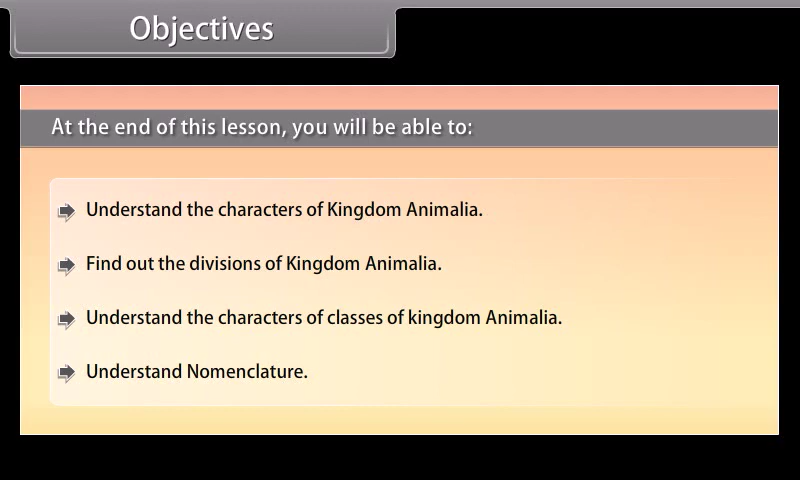 Objectives
At the end of this lesson, you will be able to:
Understand the characters of Kingdom Animalia.
Find out the divisions of Kingdom Animalia.
Understand the characters of classes of kingdom Animalia.
Understand Nomenclature.